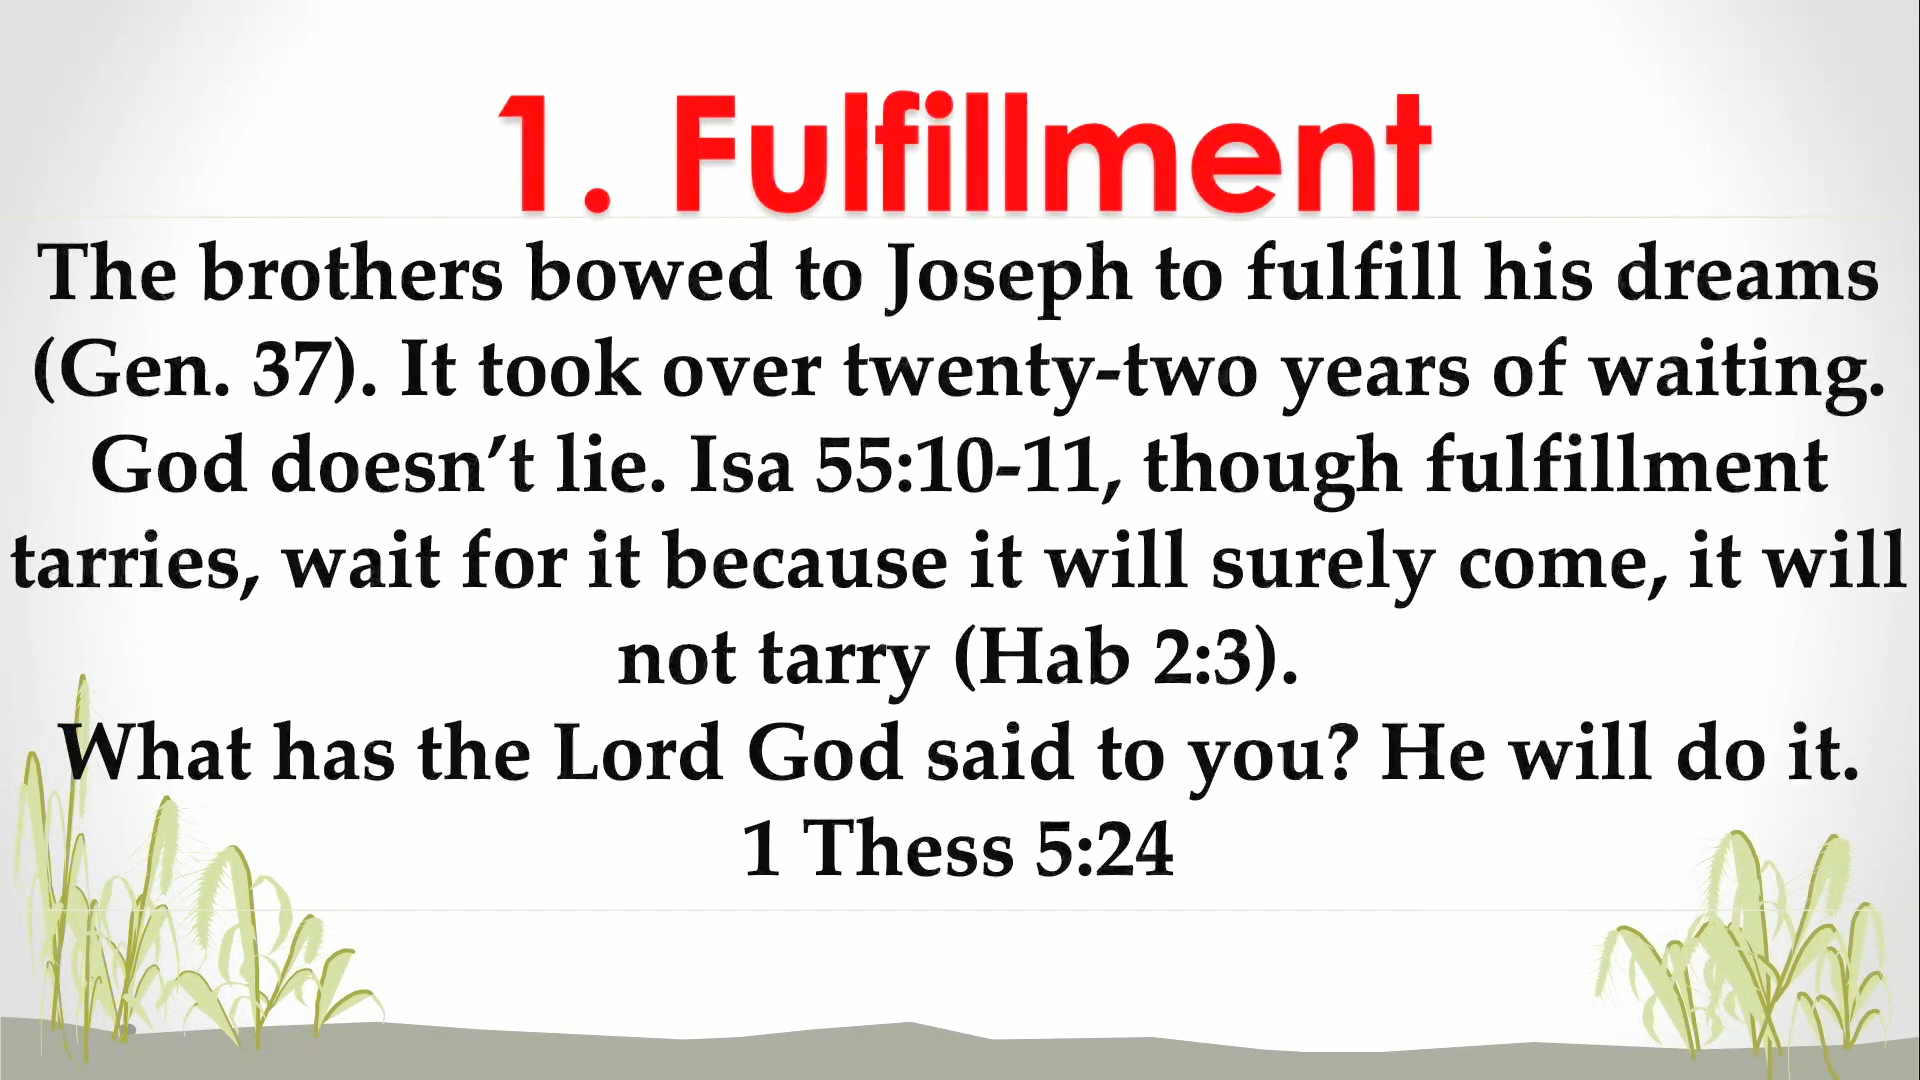 1. Fulfillment
The brothers bowed to Joseph to fulfill his dreams
(Gen. 37). It took over twenty-two years of waiting.
God doesn’t lie. Isa 55:10-11, though fulfillment
tarries, wait for it because it will surely come, it will
not tarry (Hab 2:3).
What has the Lord God said to you? He will do it.
1 Thess 5:24